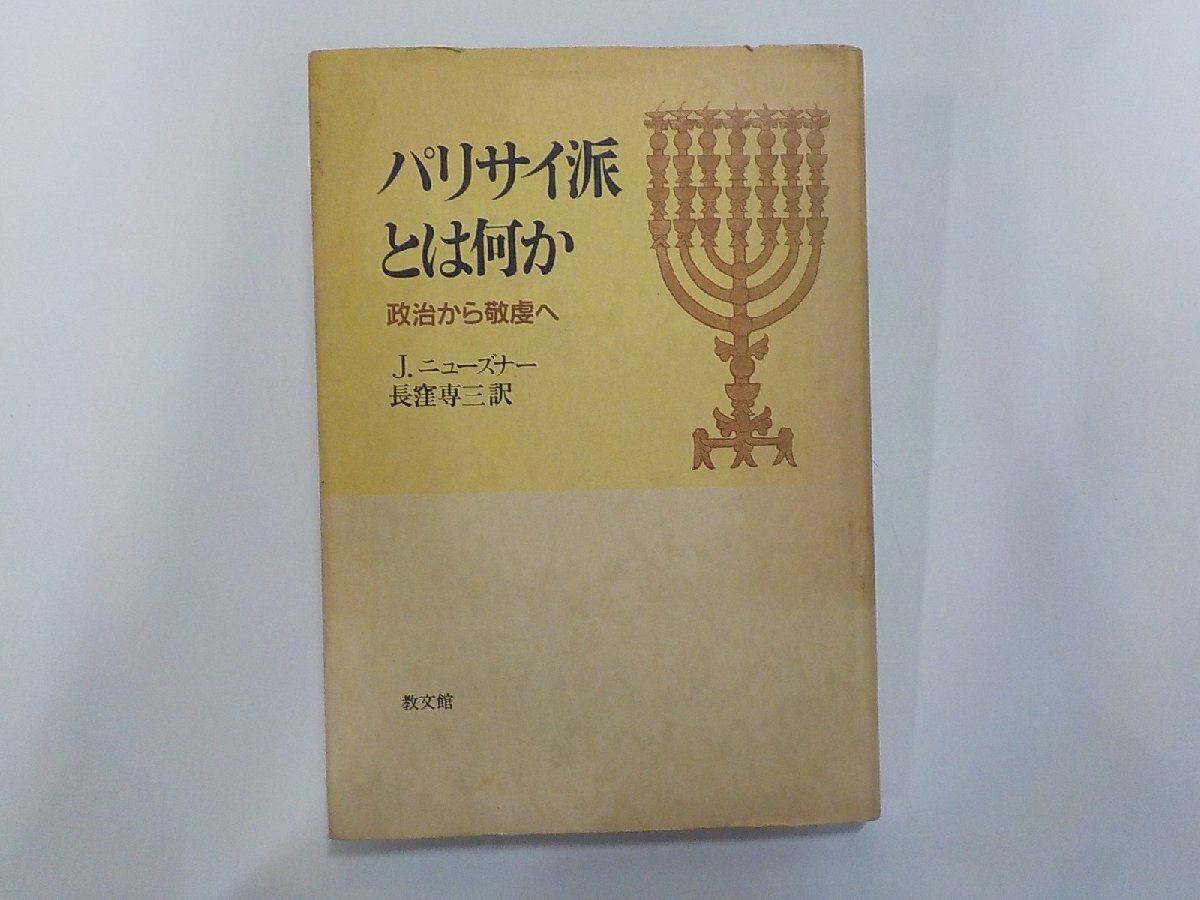 パリサイ派
とは何か
政治から敬虔へ
J. ニューズナー
長窪専三訳
教文館